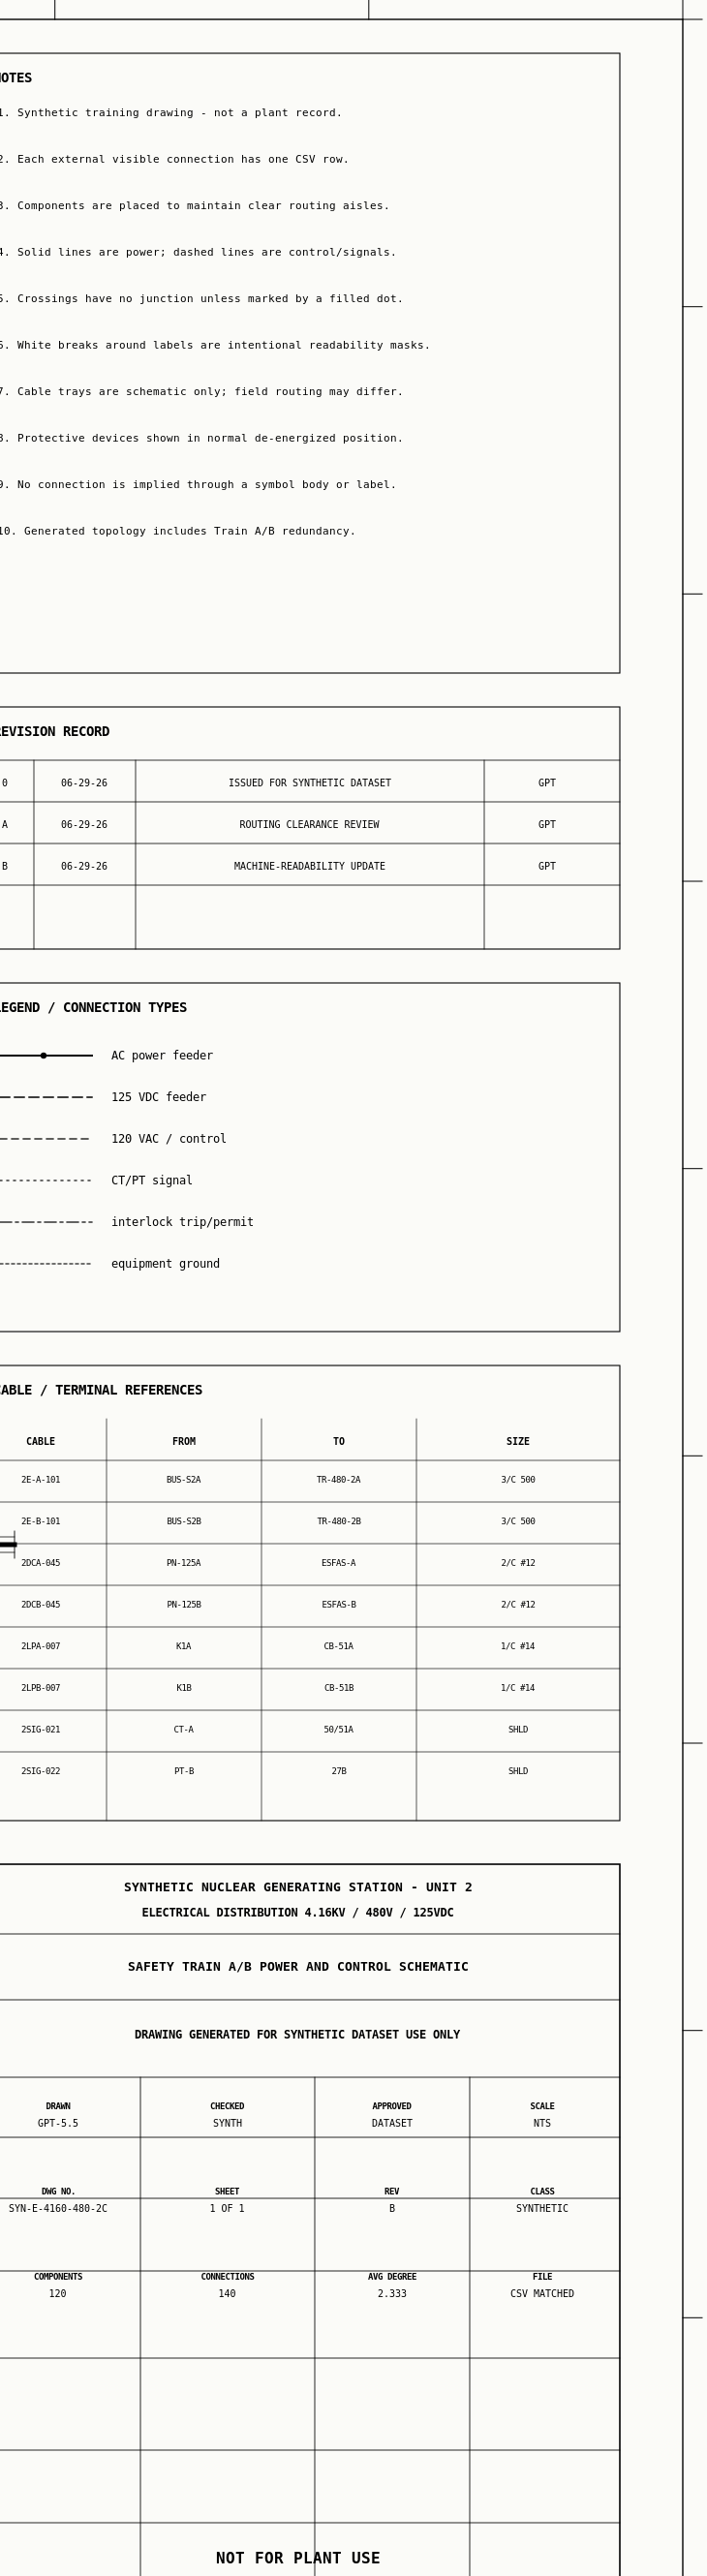 NOTES
1. Synthetic training drawing - not a plant record.
2. Each external visible connection has one CSV row.
3. Components are placed to maintain clear routing aisles.
4. Solid lines are power; dashed lines are control/signals.
5. Crossings have no junction unless marked by a filled dot.
6. White breaks around labels are intentional readability masks.
7. Cable trays are schematic only; field routing may differ.
8. Protective devices shown in normal de-energized position.
9. No connection is implied through a symbol body or label.
10. Generated topology includes Train A/B redundancy.
REVISION RECORD
0 06-29-26 ISSUED FOR SYNTHETIC DATASET GPT
A 06-29-26 ROUTING CLEARANCE REVIEW GPT
B 06-29-26 MACHINE-READABILITY UPDATE GPT
LEGEND / CONNECTION TYPES
AC power feeder
125 VDC feeder
120 VAC / control
CT/PT signal
interlock trip/permit
equipment ground
CABLE / TERMINAL REFERENCES
CABLE FROM TO SIZE
2E-A-101 BUS-S2A TR-480-2A 3/C 500
2E-B-101 BUS-S2B TR-480-2B 3/C 500
2DCA-045 PN-125A ESFAS-A 2/C #12
2DCB-045 PN-125B ESFAS-B 2/C #12
2LPA-007 K1A CB-51A 1/C #14
2LPB-007 K1B CB-51B 1/C #14
2SIG-021 CT-A 50/51A SHLD
2SIG-022 PT-B 27B SHLD
SYNTHETIC NUCLEAR GENERATING STATION - UNIT 2
ELECTRICAL DISTRIBUTION 4.16KV / 480V / 125VDC
SAFETY TRAIN A/B POWER AND CONTROL SCHEMATIC
DRAWING GENERATED FOR SYNTHETIC DATASET USE ONLY
DRAWN CHECKED APPROVED SCALE
GPT-5.5 SYNTH DATASET NTS
DWG NO. SHEET REV CLASS
SYN-E-4160-480-2C 1 OF 1 B SYNTHETIC
COMPONENTS CONNECTIONS AVG DEGREE FILE
120 140 2.333 CSV MATCHED
NOT FOR PLANT USE